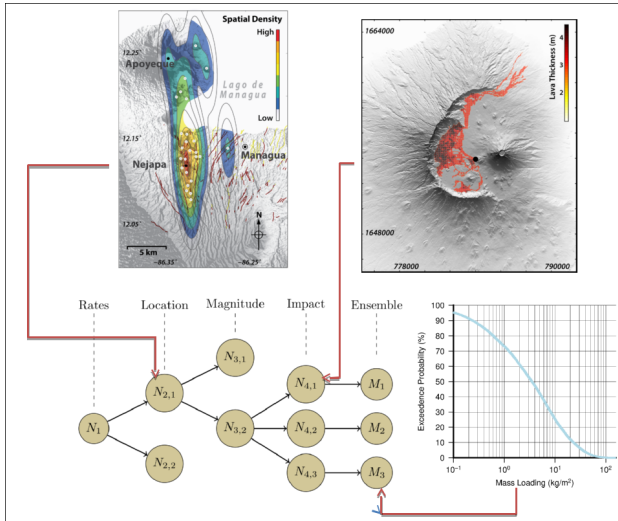 Spatial Density
High
Low
12.25°
Apoyeque
Lago de
Managua
12.15°
Nejapa
Managua
12.05°
N
5 km
-86.35°
-86.25°
1664000
1648000
778000
790000
Lava Thickness (m)
4
3
2
Rates
Location
Magnitude
Impact
Ensemble
N3,1
N2,1
N4,1
M1
N1
N3,2
N4,2
M2
N2,2
N4,3
M3
Exceedence Probability (%)
100
90
80
70
60
50
40
30
20
10
0
10⁻¹
10⁰
10¹
10²
Mass Loading (kg/m²)